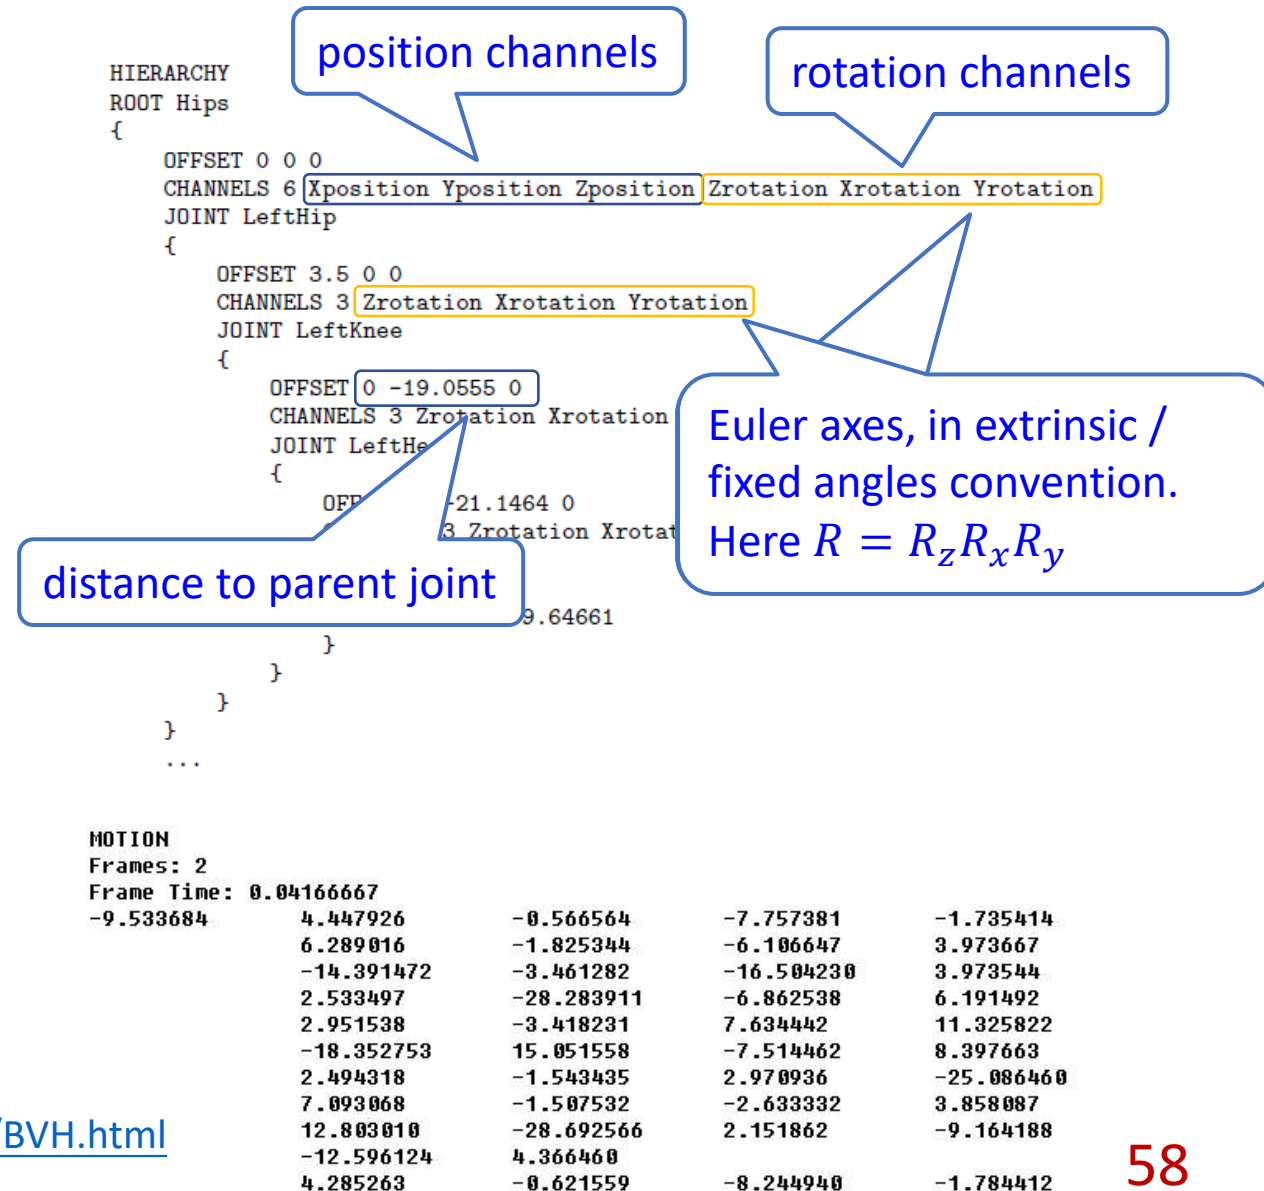 position channels
rotation channels
HIERARCHY
ROOT Hips
{
OFFSET 0 0 0
CHANNELS 6 Xposition Yposition Zposition Zrotation Xrotation Yrotation
JOINT LeftHip
{
OFFSET 3.5 0 0
CHANNELS 3 Zrotation Xrotation Yrotation
JOINT LeftKnee
{
OFFSET 0 -19.0555 0
CHANNELS 3 Zrotation Xrotation
JOINT
{
-21.1464 0
3 Zrotation
Euler axes, in extrinsic /
fixed angles convention.
Here R = R_z R_x R_y
distance to parent joint
9.64661
}
}
}
}
...
MOTION
Frames: 2
Frame Time: 0.04166667
-9.533684 4.447926 -0.566564 -7.757381 -1.735414
6.289016 -1.825344 -6.106647 3.973667
-14.391472 -3.461282 -16.504230 3.973544
2.533497 -28.283911 -6.862538 6.191492
2.951538 -3.418231 7.634442 11.325822
-18.352753 15.051558 -7.514462 8.397663
2.494318 -1.543435 2.970936 -25.086460
7.093068 -1.507532 -2.633332 3.858087
12.803010 -28.692566 2.151862 -9.164188
-12.596124 4.366460
4.285263 -0.621559 -8.244940 -1.784412
/BVH.html
58